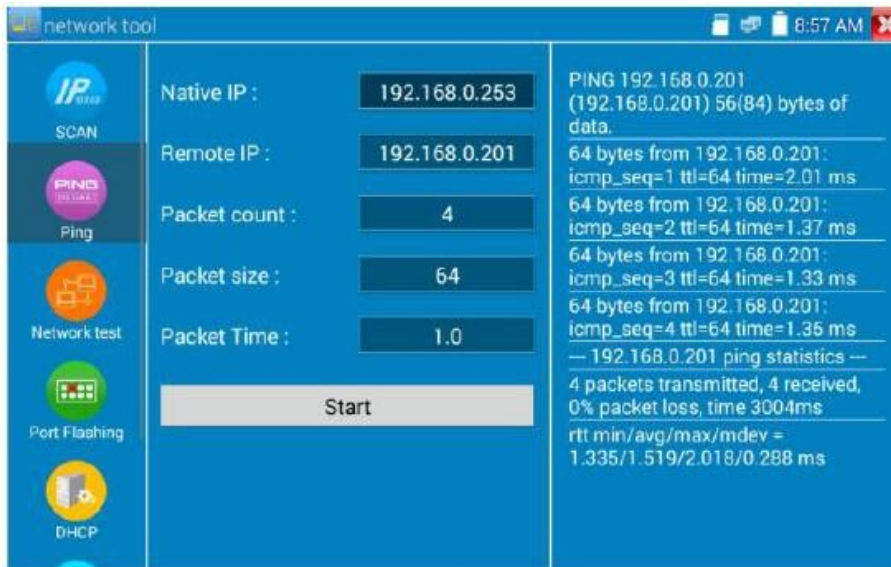 network tool
8:57 AM
IP
SCAN
PING
Ping
Network test
Port Flashing
DHCP
Native IP :
192.168.0.253
Remote IP :
192.168.0.201
Packet count :
4
Packet size :
64
Packet Time :
1.0
Start
PING 192.168.0.201
(192.168.0.201) 56(84) bytes of
data.
64 bytes from 192.168.0.201:
icmp_seq=1 ttl=64 time=2.01 ms
64 bytes from 192.168.0.201:
icmp_seq=2 ttl=64 time=1.37 ms
64 bytes from 192.168.0.201:
icmp_seq=3 ttl=64 time=1.33 ms
64 bytes from 192.168.0.201:
icmp_seq=4 ttl=64 time=1.35 ms
--- 192.168.0.201 ping statistics ---
4 packets transmitted, 4 received,
0% packet loss, time 3004ms
rtt min/avg/max/mdev =
1.335/1.519/2.018/0.288 ms